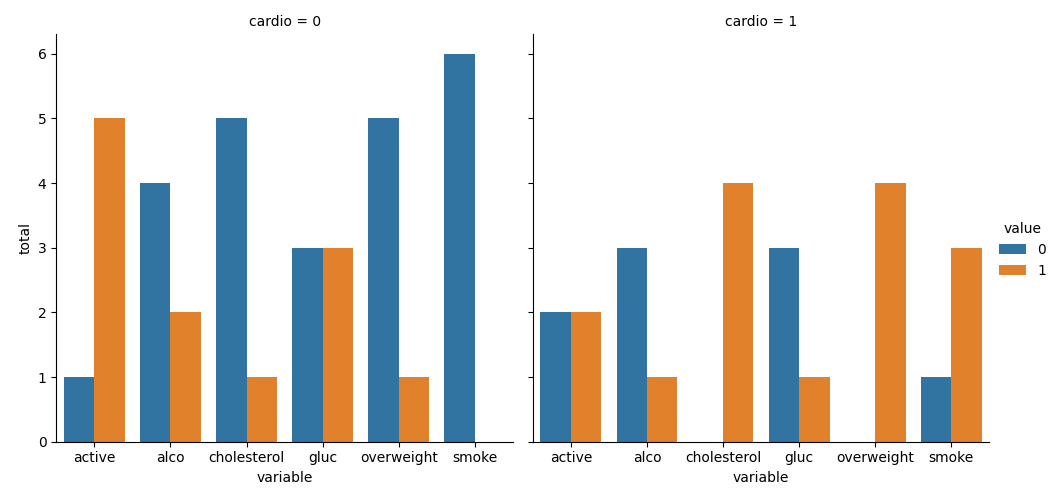 cardio = 0
cardio = 1
total
6
5
4
3
2
1
0
active alco cholesterol gluc overweight smoke
active alco cholesterol gluc overweight smoke
variable
variable
value
0
1